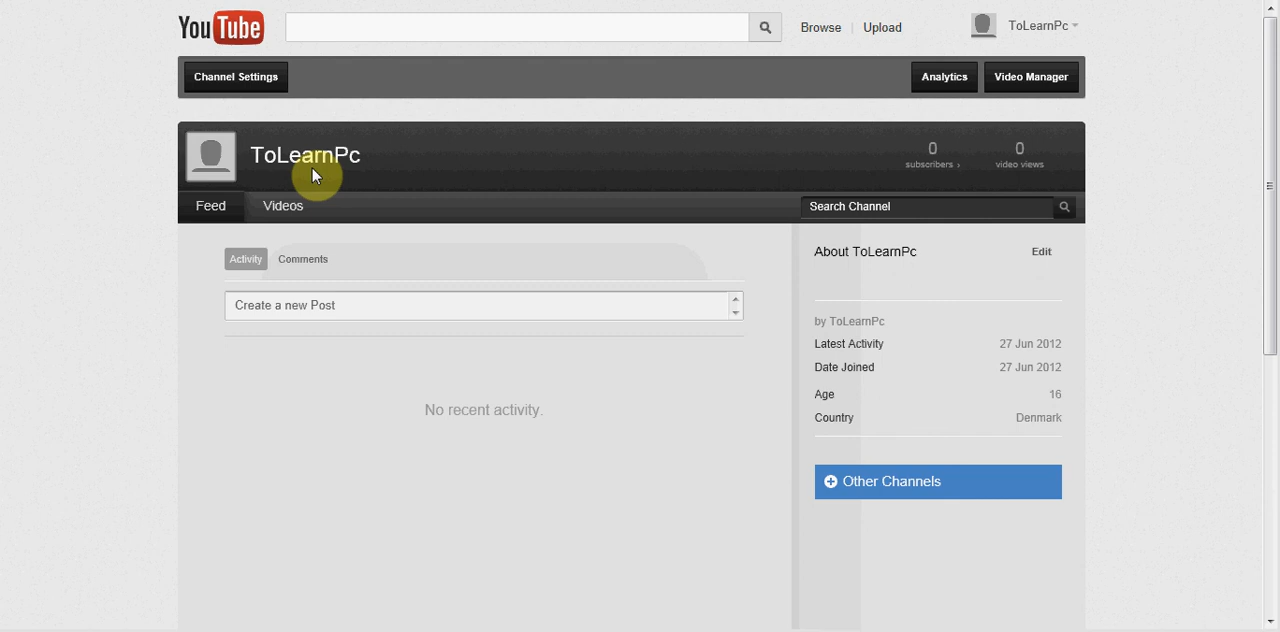 YouTube
Browse | Upload
ToLearnPc
Channel Settings
Analytics
Video Manager
ToLearnPc
0
subscribers ›
0
video views
Feed
Videos
Search Channel
Activity
Comments
Create a new Post
No recent activity.
About ToLearnPc
Edit
by ToLearnPc
Latest Activity 27 Jun 2012
Date Joined 27 Jun 2012
Age 16
Country Denmark
Other Channels